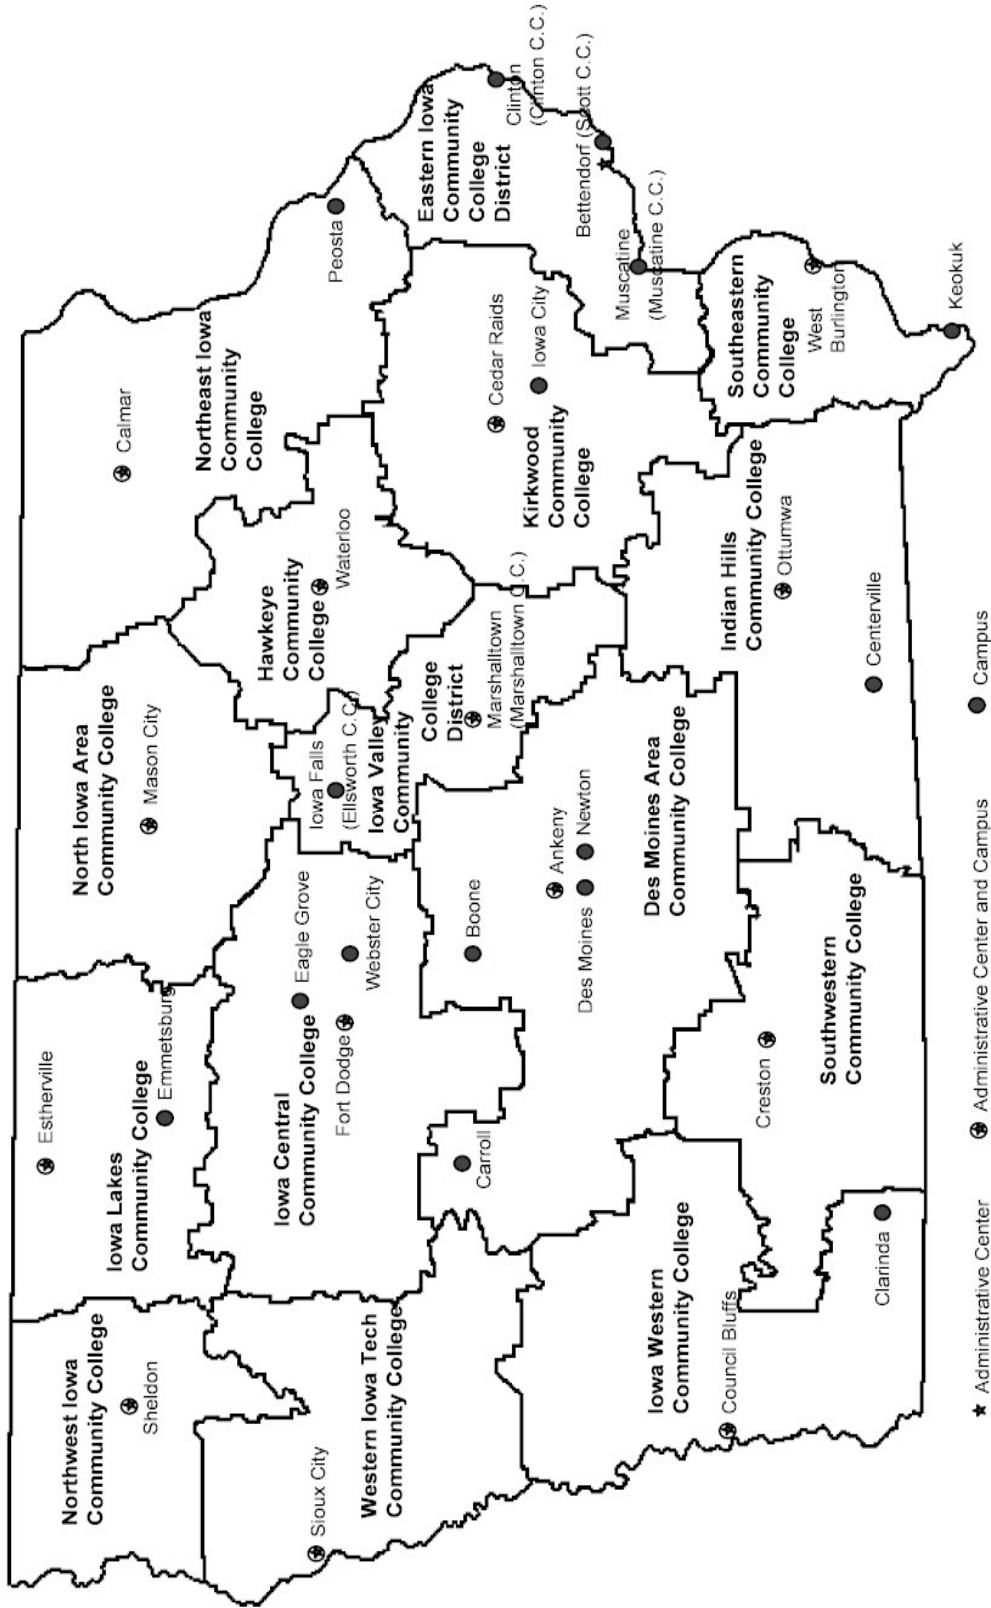 Northwest Iowa
Community College
Sheldon
Iowa Lakes
Community College
Estherville
Emmetsburg
North Iowa Area
Community College
Mason City
Northeast Iowa
Community
College
Calmar
Peosta
Sioux City
Western Iowa Tech
Community College
Iowa Central
Community College
Eagle Grove
Fort Dodge
Webster City
Iowa Falls
(Ellsworth C.C.)
Iowa Valley
Community
College
District
Marshalltown
(Marshalltown C.C.)
Hawkeye
Community
College
Waterloo
Eastern Iowa
Community
College
District
Clinton
(Clinton C.C.)
Bettendorf (Scott C.C.)
Muscatine
(Muscatine C.C.)
Cedar Raids
Iowa City
Kirkwood
Community
College
Carroll
Boone
Ankeny
Des Moines
Newton
Des Moines Area
Community College
Iowa Western
Community College
Council Bluffs
Clarinda
Creston
Southwestern
Community College
Indian Hills
Community College
Ottumwa
Centerville
Southeastern
Community
College
West
Burlington
Keokuk
Administrative Center
Administrative Center and Campus
Campus